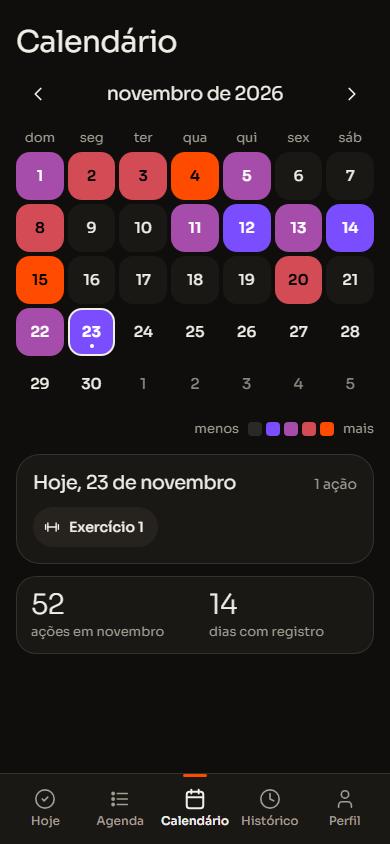 Calendário
novembro de 2026
dom seg ter qua qui sex sáb
1 2 3 4 5 6 7
8 9 10 11 12 13 14
15 16 17 18 19 20 21
22 23 24 25 26 27 28
29 30 1 2 3 4 5
menos mais
Hoje, 23 de novembro 1 ação
Exercício 1
52 14
ações em novembro dias com registro
Hoje Agenda Calendário Histórico Perfil